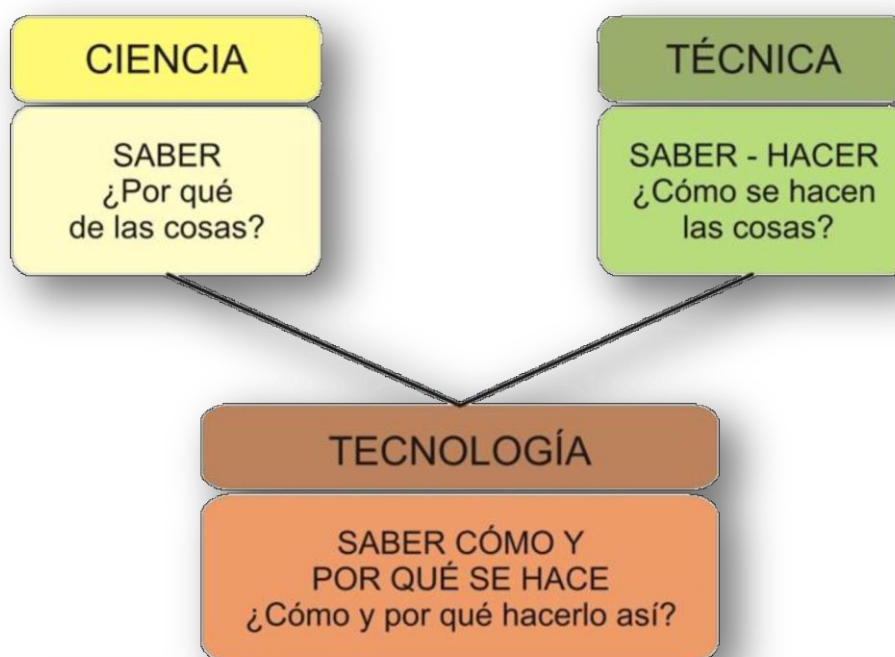 CIENCIA
SABER
¿Por qué
de las cosas?
TÉCNICA
SABER - HACER
¿Cómo se hacen
las cosas?
TECNOLOGÍA
SABER CÓMO Y
POR QUÉ SE HACE
¿Cómo y por qué hacerlo así?